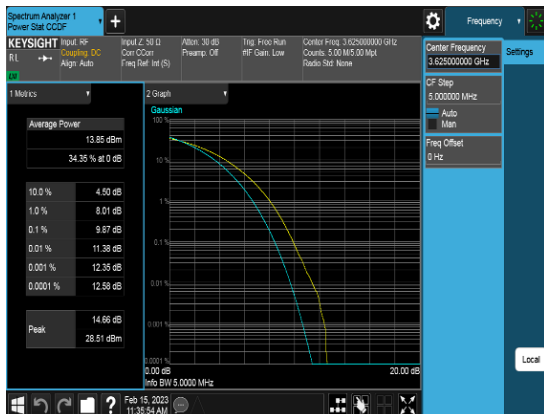 Spectrum Analyzer 1
Power Stat CCDF
Frequency
KEYSIGHT
RL
Input: RF
Coupling: DC
Align: Auto
Input Z: 50 Ω
Corr CCorr
Freq Ref: Int (S)
Atten: 30 dB
Preamp: Off
Trig: Free Run
#IF Gain: Low
Center Freq: 3.625000000 GHz
Counts: 5.00 M/5.00 Mpt
Radio Std: None
Center Frequency
3.625000000 GHz
Settings
CF Step
5.000000 MHz
Auto
Man
Freq Offset
0 Hz
Local
1 Metrics
Average Power
13.85 dBm
34.35 % at 0 dB
10.0 % 4.50 dB
1.0 % 8.01 dB
0.1 % 9.87 dB
0.01 % 11.38 dB
0.001 % 12.35 dB
0.0001 % 12.58 dB
Peak
14.66 dB
28.51 dBm
2 Graph
Gaussian
100 %
10 %
1 %
0.1 %
0.01 %
0.001 %
0.0001 %
0.00 dB
20.00 dB
Info BW 5.0000 MHz
Feb 15, 2023
11:35:54 AM